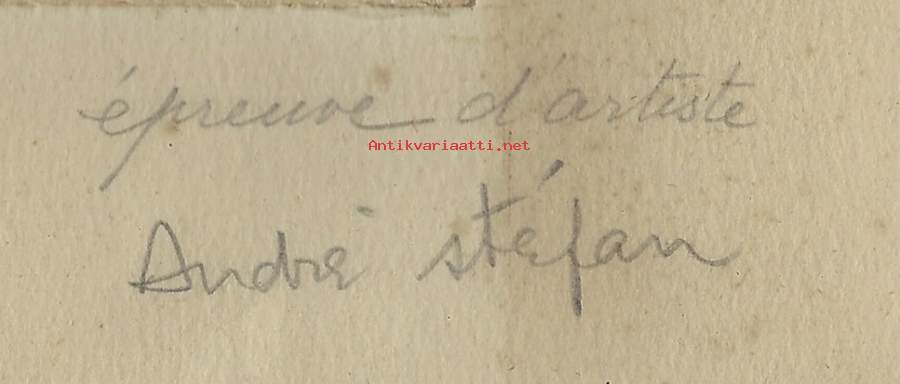 épreuve d'artiste
Antikvariaatti.net
André stéfan